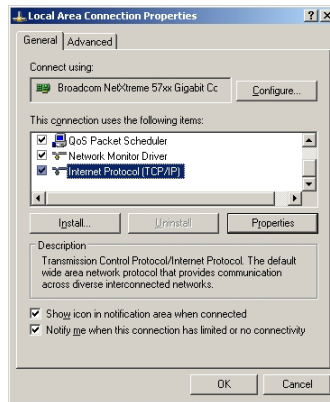 Local Area Connection Properties
General
Advanced
Connect using:
Broadcom NetXtreme 57xx Gigabit Cc
Configure...
This connection uses the following items:
QoS Packet Scheduler
Network Monitor Driver
Internet Protocol (TCP/IP)
Install...
Uninstall
Properties
Description
Transmission Control Protocol/Internet Protocol. The default
wide area network protocol that provides communication
across diverse interconnected networks.
Show icon in notification area when connected
Notify me when this connection has limited or no connectivity
OK
Cancel